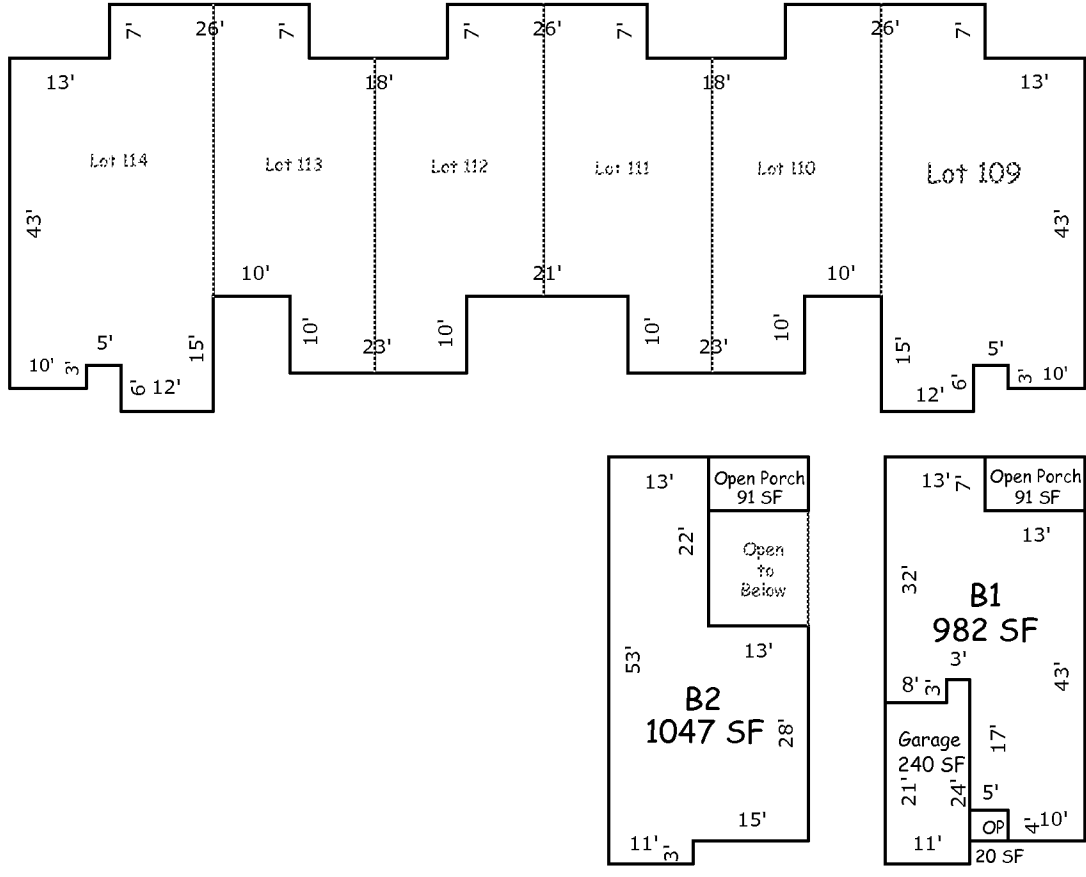 7' 26' 7' 7' 26' 7' 26' 7'
13' 18' 18' 13'
Lot 114 Lot 113 Lot 112 Lot 111 Lot 110 Lot 109
43' 43'
10' 21' 10'
15' 10' 23' 10' 10' 23' 10' 15'
5' 5'
10' 3' 6' 12' 12' 6' 3' 10'
13' Open Porch
91 SF
22' Open
to
Below
13'
53'
B2
1047 SF
28'
15'
11' 3'
13' 7' Open Porch
91 SF
13'
32'
B1
982 SF
3'
8' 3' 43'
Garage
240 SF
17'
21' 24' 5'
OP 4' 10'
11' 20 SF